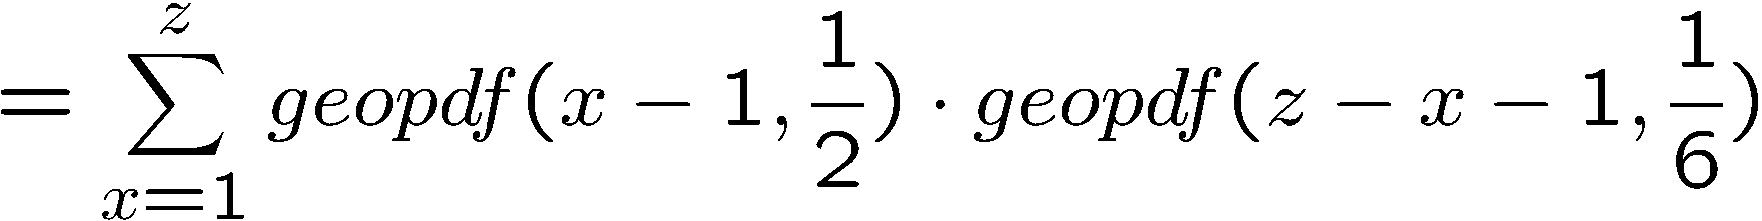 = \sum_{x=1}^{z} geopdf(x - 1, \frac{1}{2}) \cdot geopdf(z - x - 1, \frac{1}{6})